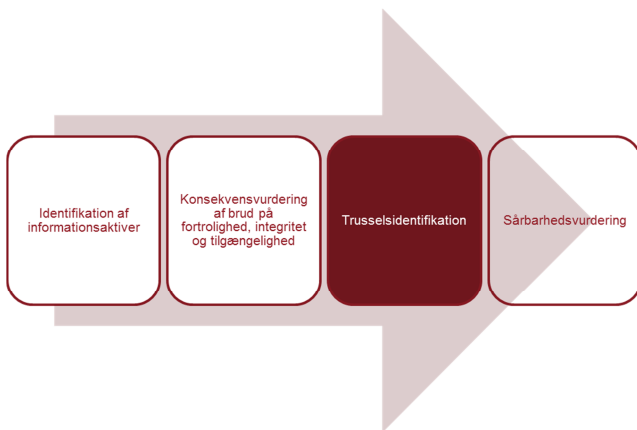 Identifikation af
informationsaktiver
Konsekvensvurdering
af brud på
fortrolighed, integritet
og tilgængelighed
Trusselsidentifikation
Sårbarhedsvurdering